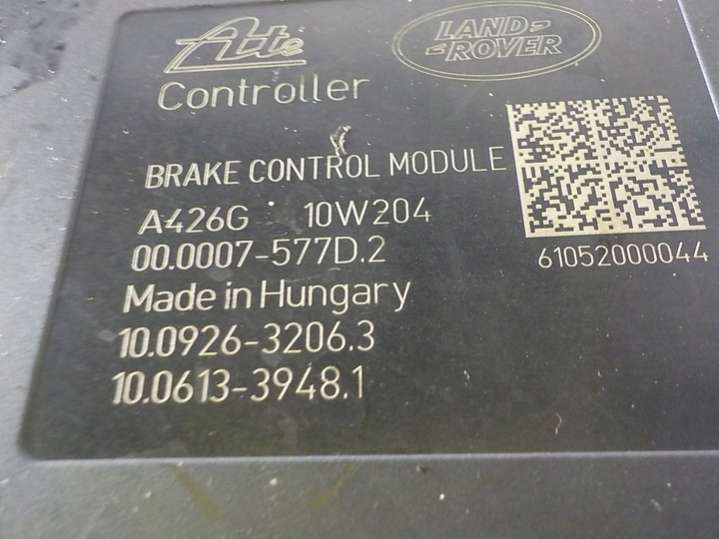 Ate
LAND-
-ROVER
Controller
BRAKE CONTROL MODULE
A426G 10W204
00.0007-577D.2
61052000044
Made in Hungary
10.0926-3206.3
10.0613-3948.1